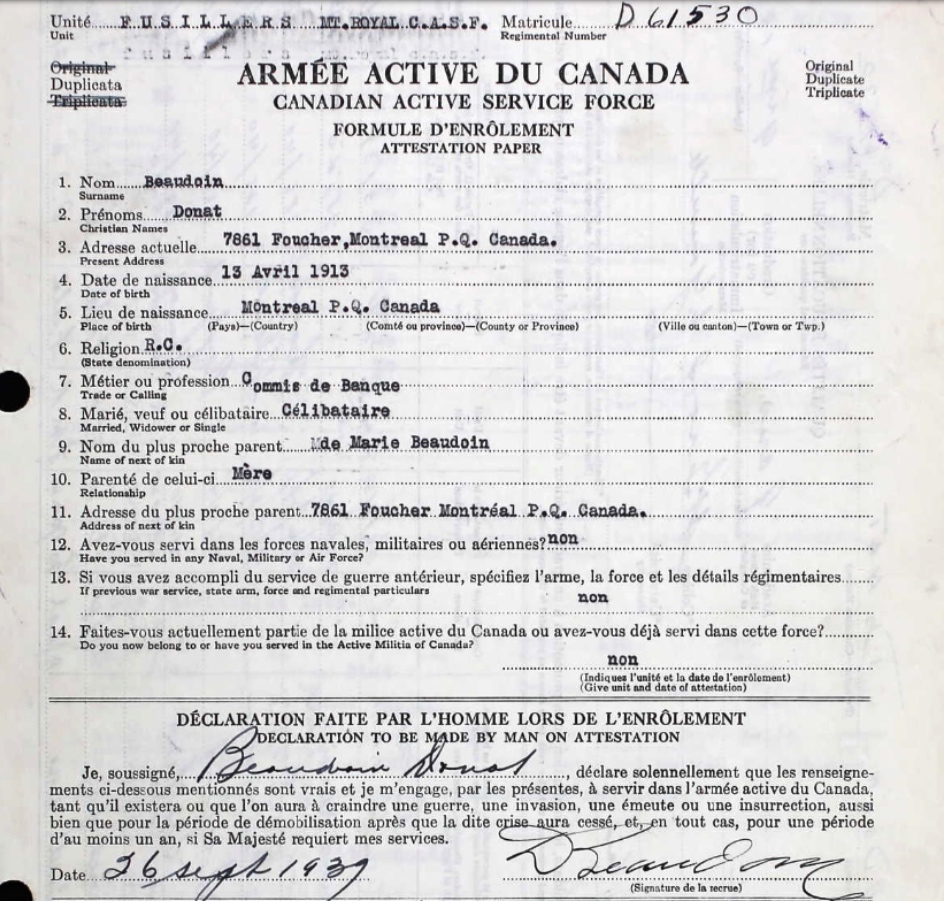 Unité F U S I L L E R S MT.ROYAL C.A.S.F. Matricule D 61530
Unit Regimental Number
Original ARMÉE ACTIVE DU CANADA Original
Duplicata Duplicate
Triplicata CANADIAN ACTIVE SERVICE FORCE Triplicate
FORMULE D'ENRÔLEMENT
ATTESTATION PAPER
1. Nom Beaudoin
Surname
2. Prénoms Donat
Christian Names
3. Adresse actuelle 7861 Foucher,Montreal P.Q. Canada.
Present Address
4. Date de naissance 13 Avril 1913
Date of birth
5. Lieu de naissance Montreal P.Q. Canada
Place of birth (Pays)—(Country) (Comté ou province)—(County or Province) (Ville ou canton)—(Town or Twp.)
6. Religion R.C.
(State denomination)
7. Métier ou profession Commis de Banque
Trade or Calling
8. Marié, veuf ou célibataire Célibataire
Married, Widower or Single
9. Nom du plus proche parent Mde Marie Beaudoin
Name of next of kin
10. Parenté de celui-ci Mère
Relationship
11. Adresse du plus proche parent 7861 Foucher Montréal P.Q. Canada.
Address of next of kin
12. Avez-vous servi dans les forces navales, militaires ou aériennes? non
Have you served in any Naval, Military or Air Force?
13. Si vous avez accompli du service de guerre antérieur, spécifiez l'arme, la force et les détails régimentaires
If previous war service, state arm, force and regimental particulars
non
14. Faites-vous actuellement partie de la milice active du Canada ou avez-vous déjà servi dans cette force?
Do you now belong to or have you served in the Active Militia of Canada?
non
(Indiquez l'unité et la date de l'enrôlement)
(Give unit and date of attestation)
DÉCLARATION FAITE PAR L'HOMME LORS DE L'ENRÔLEMENT
DECLARATION TO BE MADE BY MAN ON ATTESTATION
Je, soussigné, Beaudoin Donat, déclare solennellement que les renseigne-
ments ci-dessous mentionnés sont vrais et je m'engage, par les présentes, à servir dans l'armée active du Canada,
tant qu'il existera ou que l'on aura à craindre une guerre, une invasion, une émeute ou une insurrection, aussi
bien que pour la période de démobilisation après que la dite crise aura cessé, et, en tout cas, pour une période
d'au moins un an, si Sa Majesté requiert mes services.
Date 26 sept 1939 D Beaudoin
(Signature de la recrue)